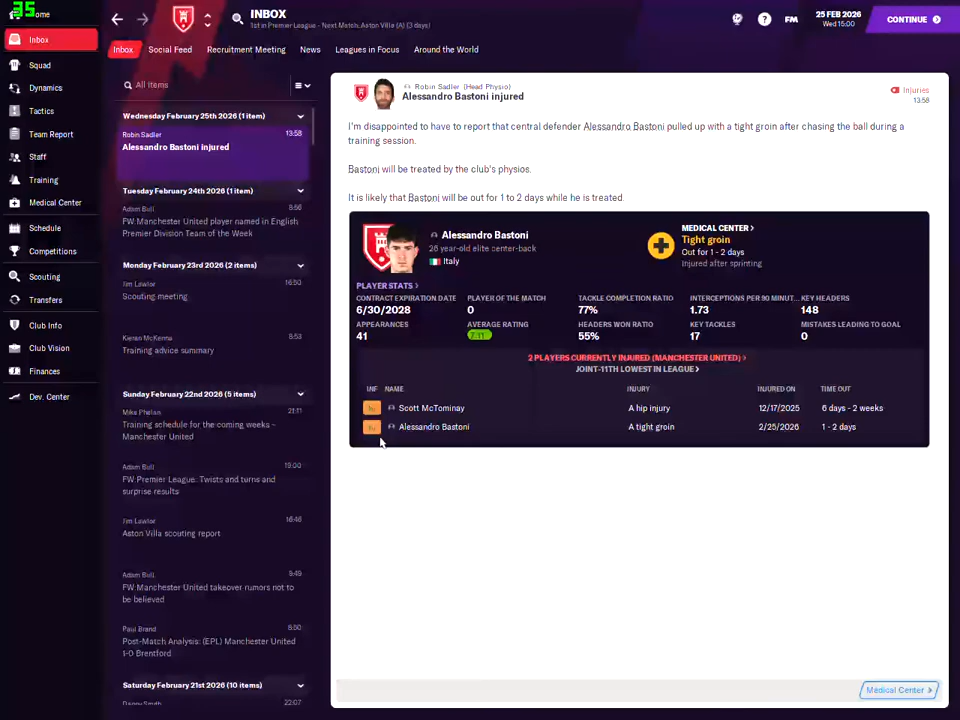 35
ome
INBOX
1st in Premier League - Next Match, Aston Villa (A) (3 days)
FM
25 FEB 2026
Wed 15:00
CONTINUE
Inbox
Squad
Dynamics
Tactics
Team Report
Staff
Training
Medical Center
Schedule
Competitions
Scouting
Transfers
Club Info
Club Vision
Finances
Dev. Center
Inbox
Social Feed
Recruitment Meeting
News
Leagues in Focus
Around the World
All Items
Wednesday February 25th 2026 (1 item)
Robin Sadler
13:58
Alessandro Bastoni injured
Tuesday February 24th 2026 (1 item)
Adam Bull
FW:Manchester United player named in English
Premier Division Team of the Week
Monday February 23rd 2026 (2 items)
Jim Lawlor
16:50
Scouting meeting
Kieran McKenna
8:53
Training advice summary
Sunday February 22nd 2026 (5 items)
Mike Phelan
21:11
Training schedule for the coming weeks -
Manchester United
Adam Bull
19:00
FW:Premier League: Twists and turns and
surprise results
Jim Lawlor
16:46
Aston Villa scouting report
Adam Bull
9:49
FW:Manchester United takeover rumors not to
be believed
Paul Brand
8:50
Post-Match Analysis: (EPL) Manchester United
1-0 Brentford
Saturday February 21st 2026 (10 items)
22:07
Robin Sadler (Head Physio)
Alessandro Bastoni injured
Injuries
13:58
I'm disappointed to have to report that central defender Alessandro Bastoni pulled up with a tight groin after chasing the ball during a
training session.
Bastoni will be treated by the club's physios.
It is likely that Bastoni will be out for 1 to 2 days while he is treated.
Alessandro Bastoni
26 year-old elite center-back
Italy
MEDICAL CENTER >
Tight groin
Out for 1 - 2 days
Injured after sprinting
PLAYER STATS >
CONTRACT EXPIRATION DATE
6/30/2028
PLAYER OF THE MATCH
0
TACKLE COMPLETION RATIO
77%
INTERCEPTIONS PER 90 MINUT...
1.73
KEY HEADERS
148
APPEARANCES
41
AVERAGE RATING
7.11
HEADERS WON RATIO
55%
KEY TACKLES
17
MISTAKES LEADING TO GOAL
0
2 PLAYERS CURRENTLY INJURED (MANCHESTER UNITED) >
JOINT-11TH LOWEST IN LEAGUE >
INF NAME INJURY INJURED ON TIME OUT
Inj Scott McTominay A hip injury 12/17/2025 6 days - 2 weeks
Inj Alessandro Bastoni A tight groin 2/25/2026 1 - 2 days
Medical Center >